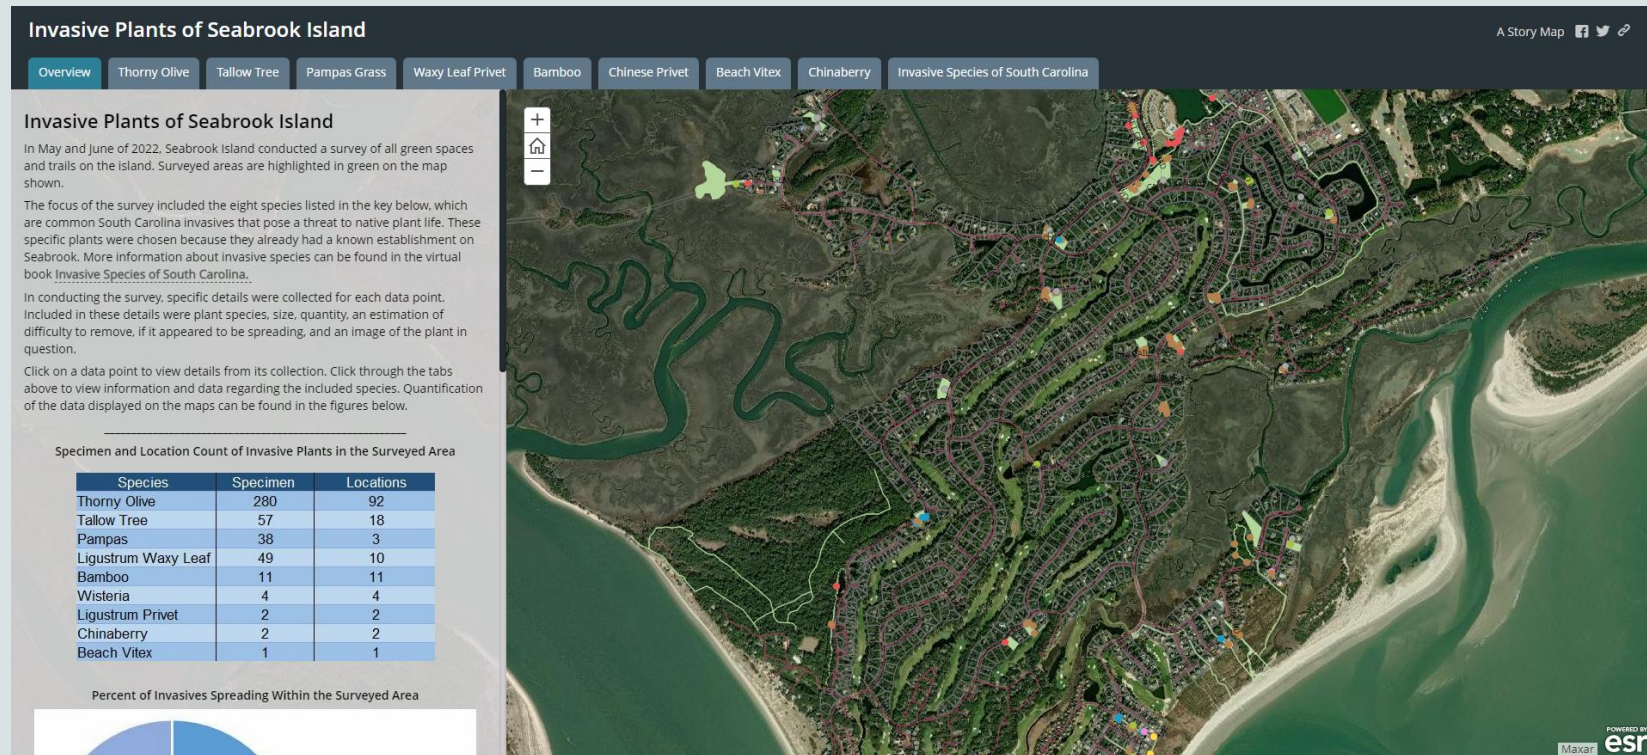 Invasive Plants of Seabrook Island
A Story Map
Overview
Thorny Olive
Tallow Tree
Pampas Grass
Waxy Leaf Privet
Bamboo
Chinese Privet
Beach Vitex
Chinaberry
Invasive Species of South Carolina
Invasive Plants of Seabrook Island
In May and June of 2022, Seabrook Island conducted a survey of all green spaces
and trails on the island. Surveyed areas are highlighted in green on the map
shown.
The focus of the survey included the eight species listed in the key below, which
are common South Carolina invasives that pose a threat to native plant life. These
specific plants were chosen because they already had a known establishment on
Seabrook. More information about invasive species can be found in the virtual
book Invasive Species of South Carolina.
In conducting the survey, specific details were collected for each data point.
Included in these details were plant species, size, quantity, an estimation of
difficulty to remove, if it appeared to be spreading, and an image of the plant in
question.
Click on a data point to view details from its collection. Click through the tabs
above to view information and data regarding the included species. Quantification
of the data displayed on the maps can be found in the figures below.
Specimen and Location Count of Invasive Plants in the Surveyed Area
Species Specimen Locations
Thorny Olive 280 92
Tallow Tree 57 18
Pampas 38 3
Ligustrum Waxy Leaf 49 10
Bamboo 11 11
Wisteria 4 4
Ligustrum Privet 2 2
Chinaberry 2 2
Beach Vitex 1 1
Percent of Invasives Spreading Within the Surveyed Area
+
−
Maxar
POWERED BY
esri